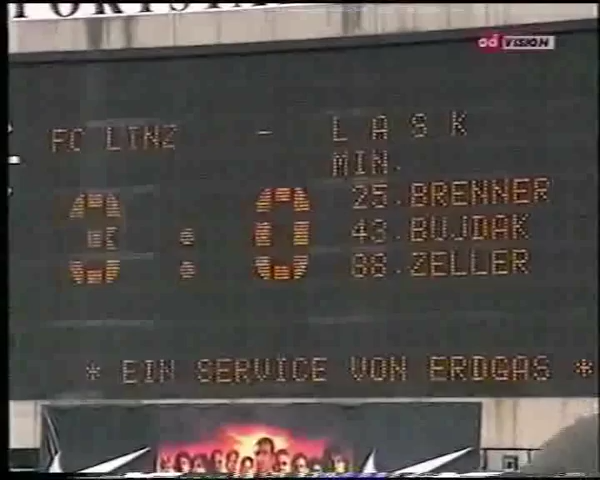 od VISION
FC LINZ - LASK
MIN.
3 : 0
25. BRENNER
43. BUJDAK
88. ZELLER
* EIN SERVICE VON ERDGAS *